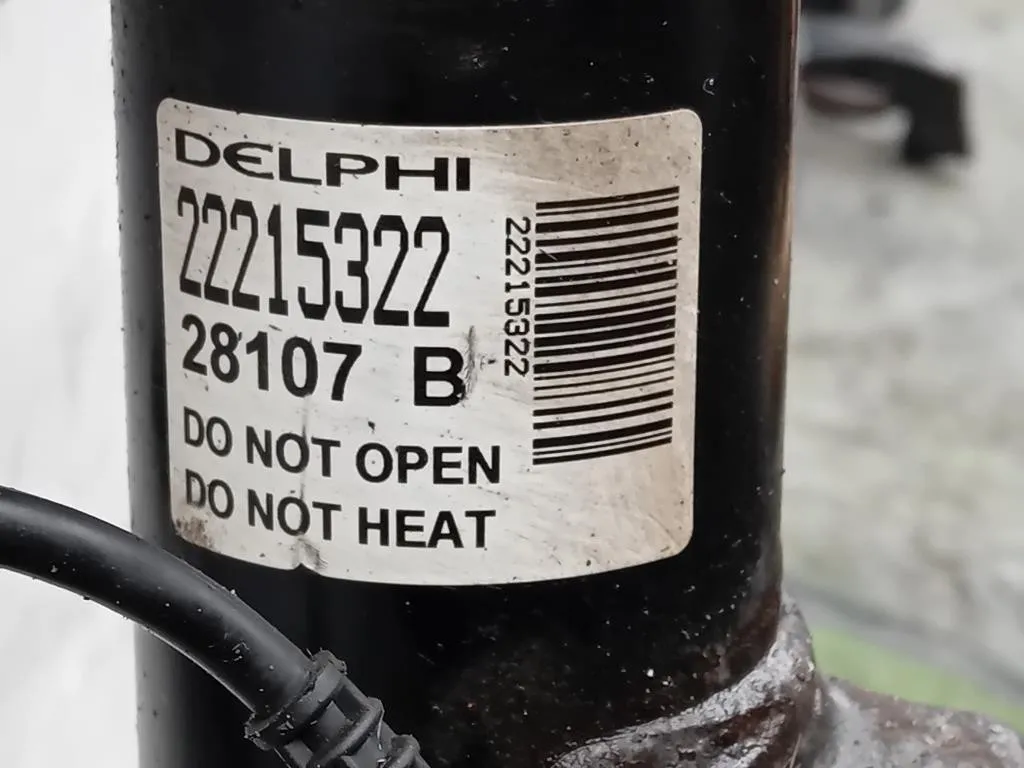 DELPHI
22215322
28107 B
DO NOT OPEN
DO NOT HEAT
22215322